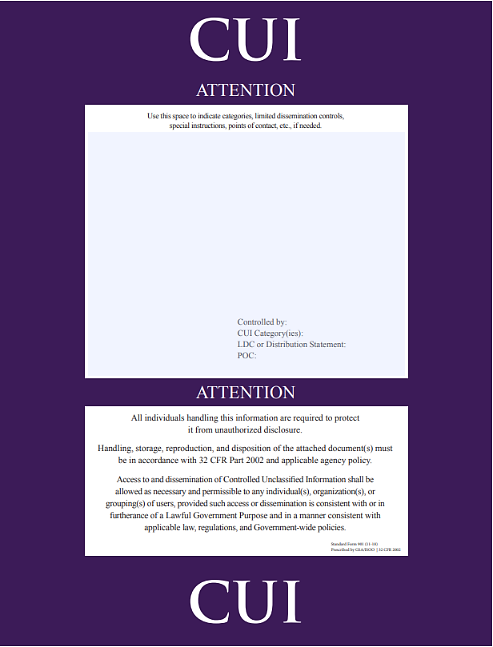 CUI
ATTENTION
Use this space to indicate categories, limited dissemination controls,
special instructions, points of contact, etc., if needed.
Controlled by:
CUI Category(ies):
LDC or Distribution Statement:
POC:
ATTENTION
All individuals handling this information are required to protect
it from unauthorized disclosure.
Handling, storage, reproduction, and disposition of the attached document(s) must
be in accordance with 32 CFR Part 2002 and applicable agency policy.
Access to and dissemination of Controlled Unclassified Information shall be
allowed as necessary and permissible to any individual(s), organization(s), or
grouping(s) of users, provided such access or dissemination is consistent with or in
furtherance of a Lawful Government Purpose and in a manner consistent with
applicable law, regulations, and Government-wide policies.
Standard Form 901 (11-18)
Prescribed by GSA/ISOO | 32 CFR 2002
CUI